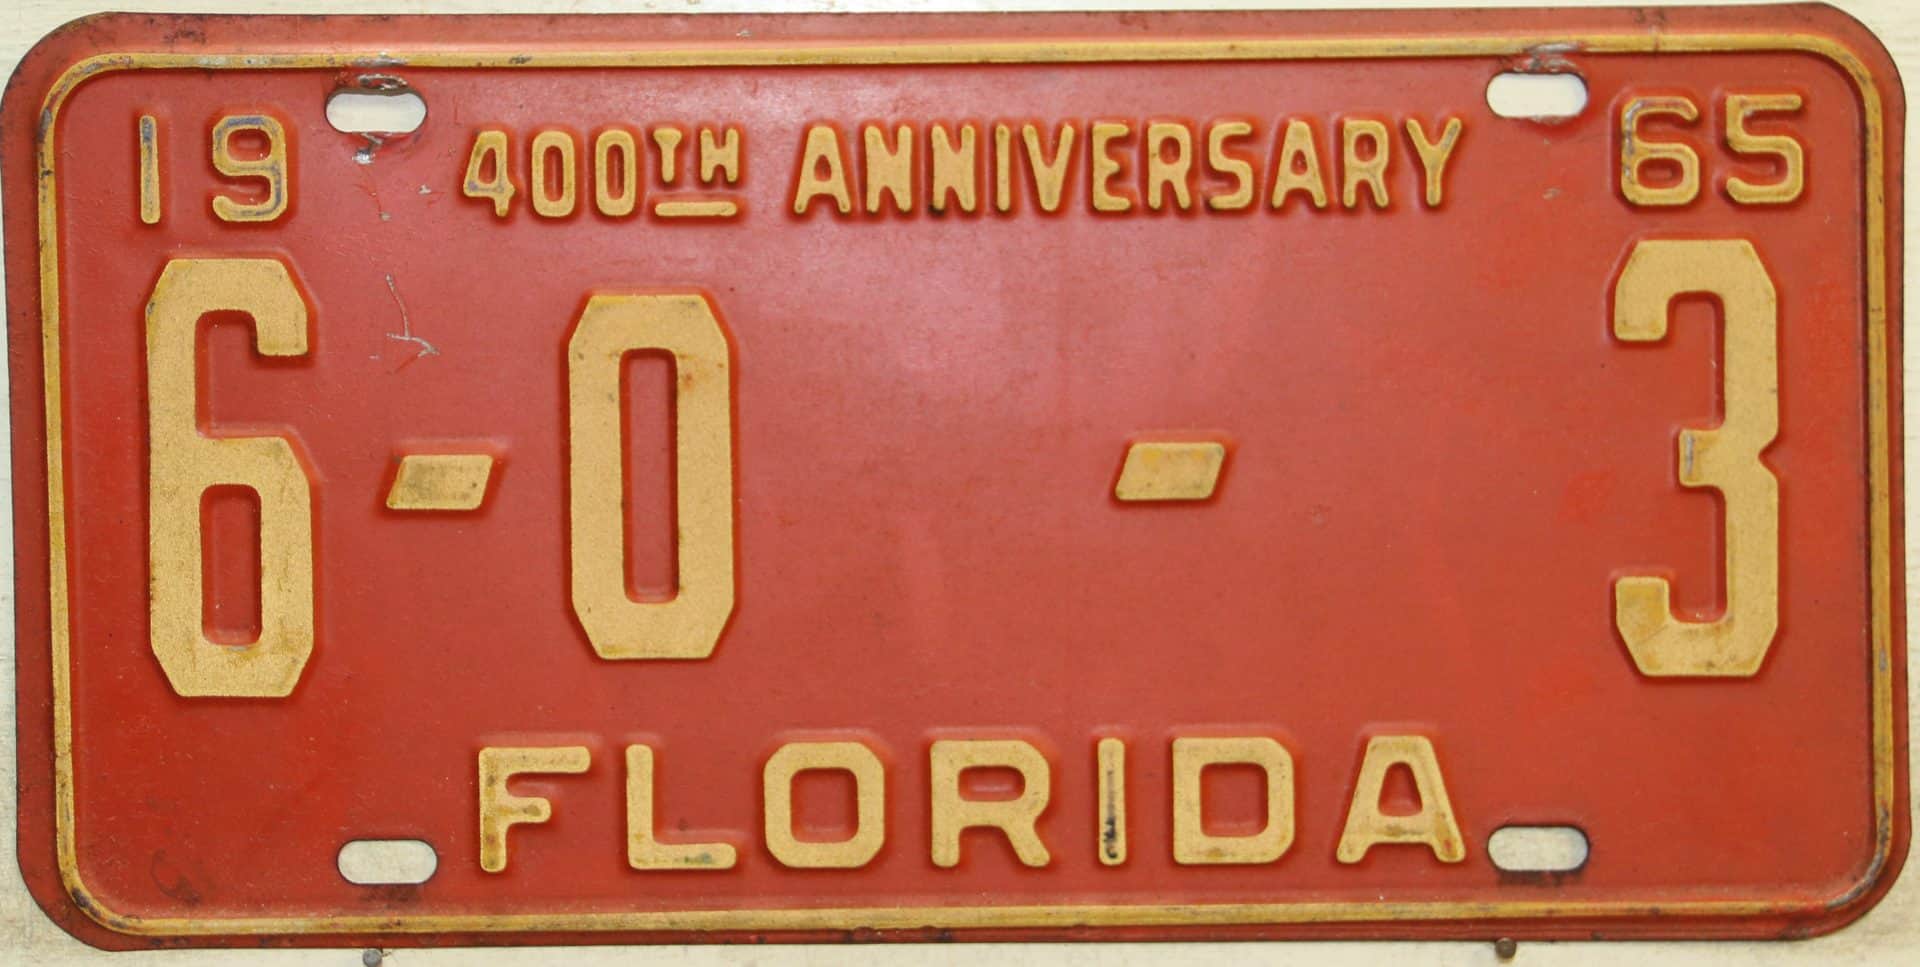 19 400TH ANNIVERSARY 65
6-0 - 3
FLORIDA